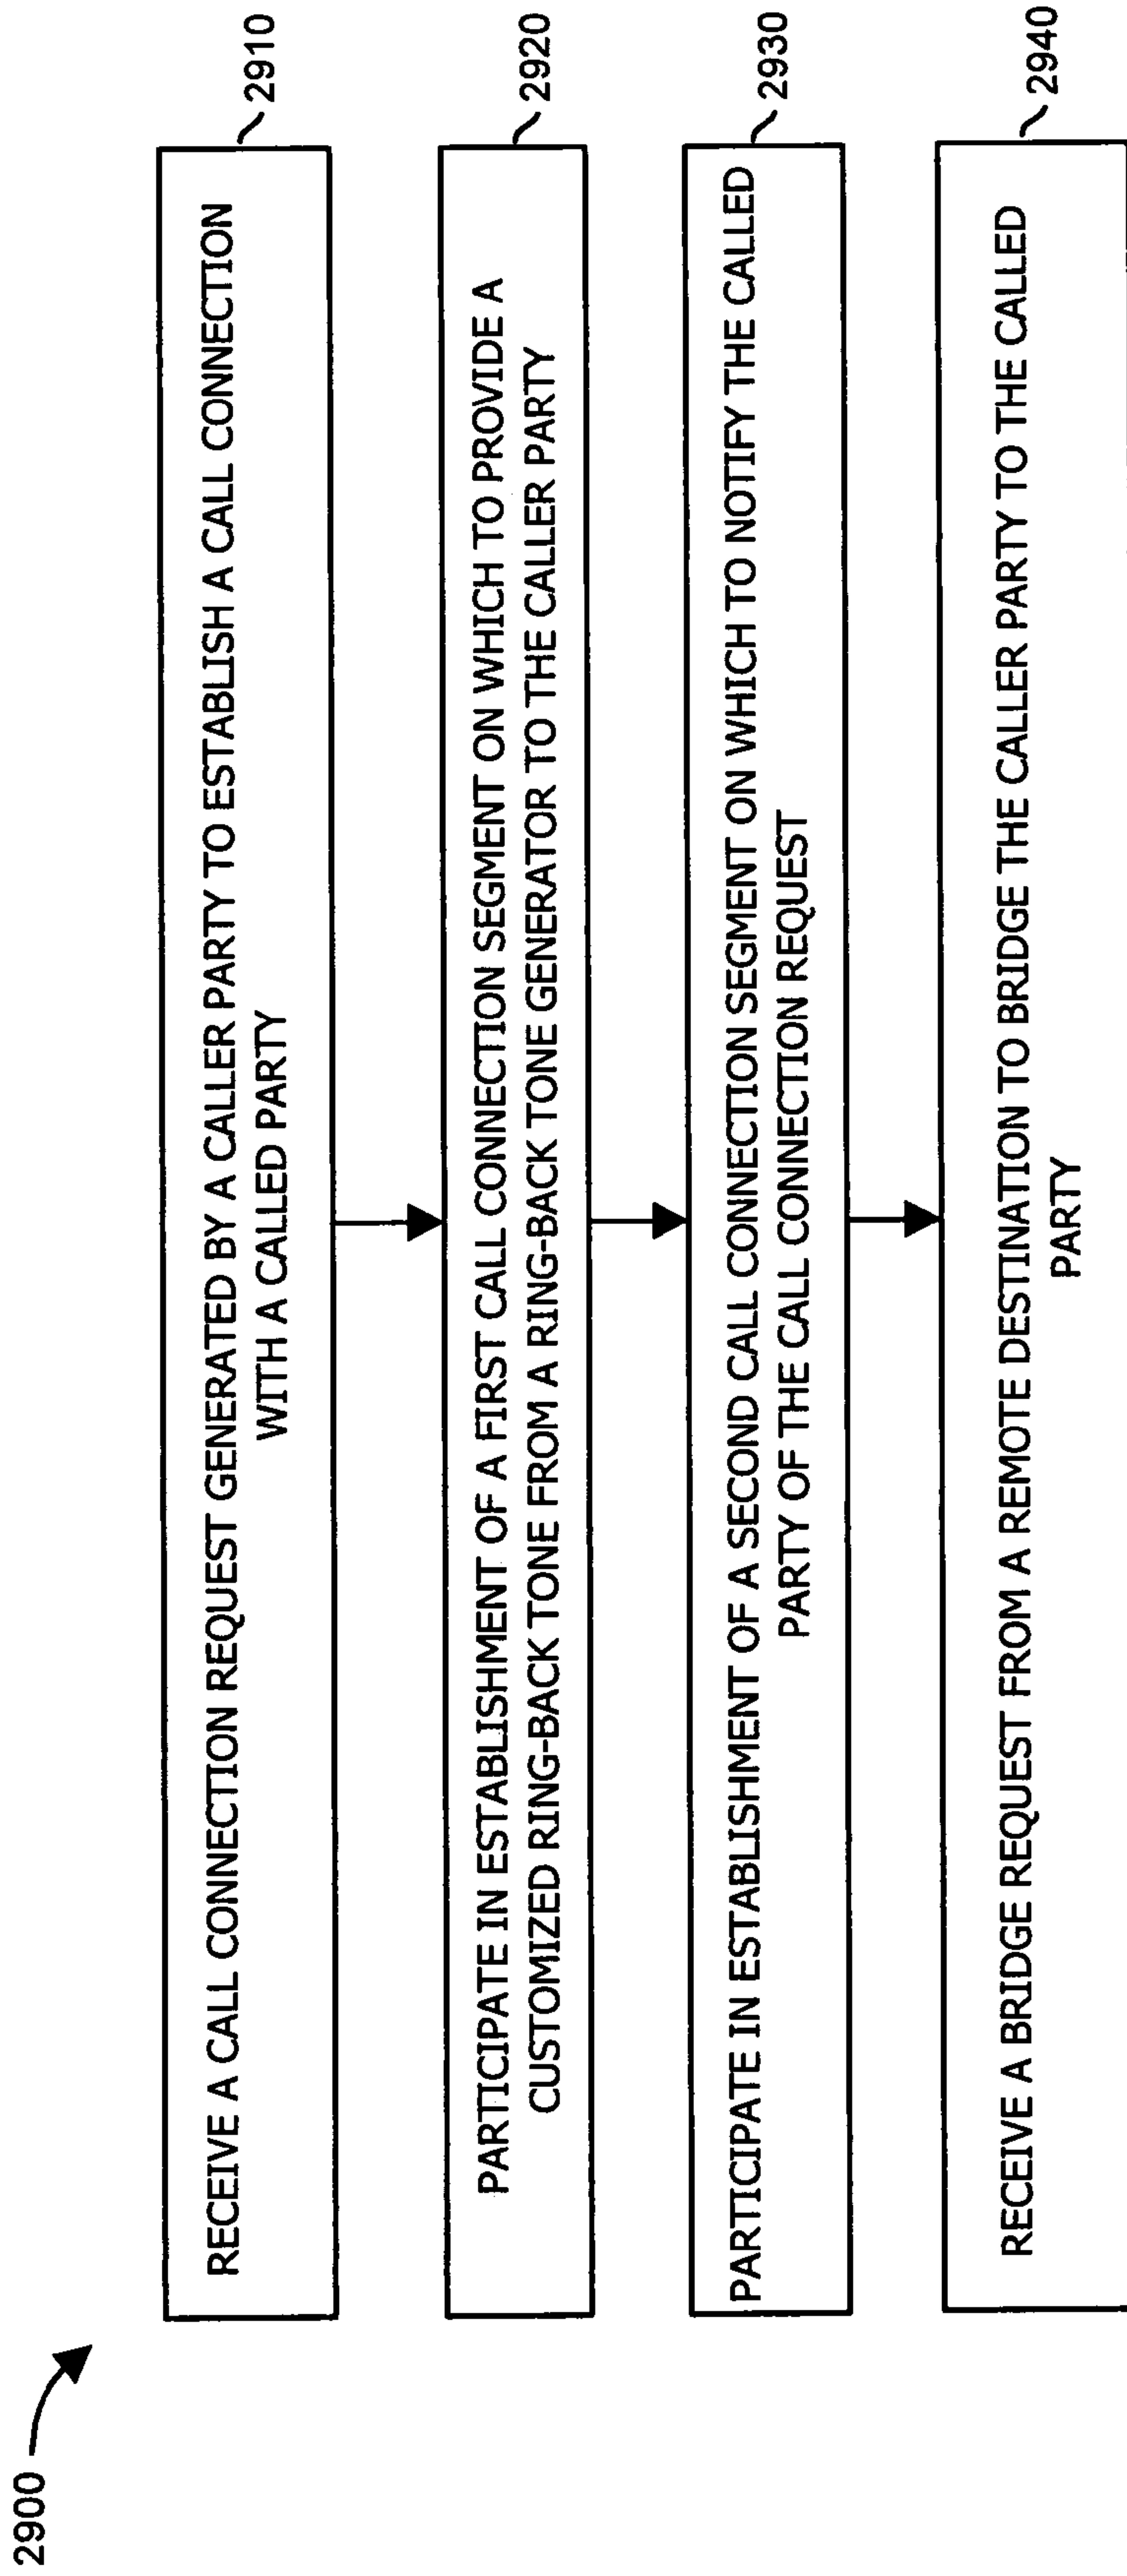 2900
RECEIVE A CALL CONNECTION REQUEST GENERATED BY A CALLER PARTY TO ESTABLISH A CALL CONNECTION
WITH A CALLED PARTY
2910
PARTICIPATE IN ESTABLISHMENT OF A FIRST CALL CONNECTION SEGMENT ON WHICH TO PROVIDE A
CUSTOMIZED RING-BACK TONE FROM A RING-BACK TONE GENERATOR TO THE CALLER PARTY
2920
PARTICIPATE IN ESTABLISHMENT OF A SECOND CALL CONNECTION SEGMENT ON WHICH TO NOTIFY THE CALLED
PARTY OF THE CALL CONNECTION REQUEST
2930
RECEIVE A BRIDGE REQUEST FROM A REMOTE DESTINATION TO BRIDGE THE CALLER PARTY TO THE CALLED
PARTY
2940